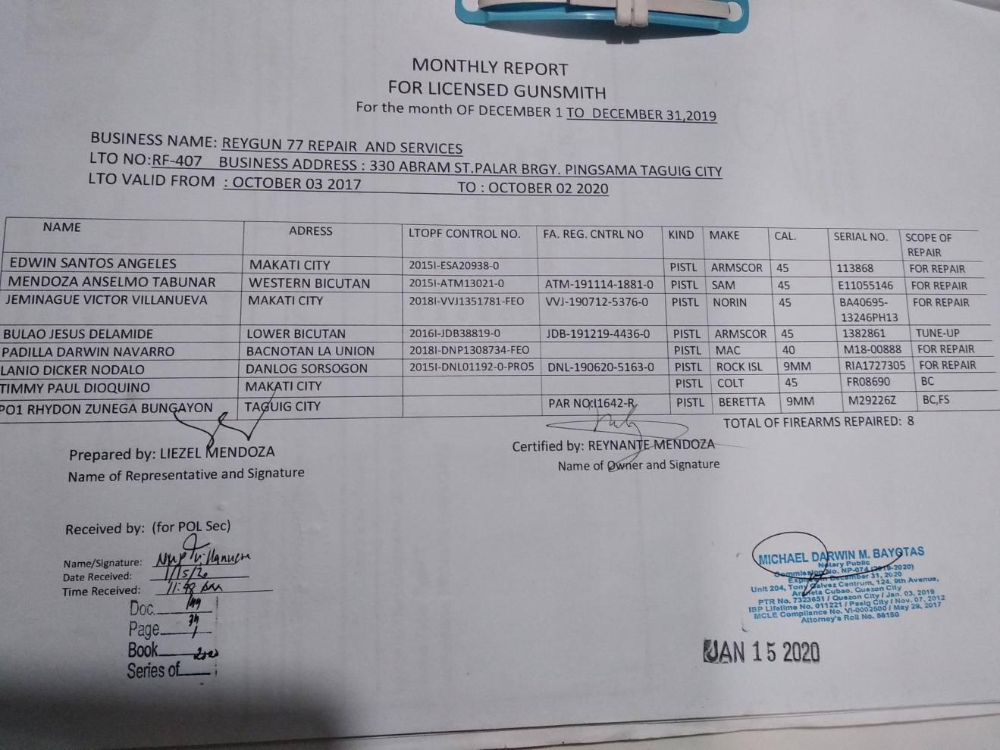 MONTHLY REPORT
FOR LICENSED GUNSMITH
For the month OF DECEMBER 1 TO DECEMBER 31,2019
BUSINESS NAME: REYGUN 77 REPAIR AND SERVICES
LTO NO:RF-407 BUSINESS ADDRESS : 330 ABRAM ST.PALAR BRGY. PINGSAMA TAGUIG CITY
LTO VALID FROM : OCTOBER 03 2017 TO : OCTOBER 02 2020
NAME ADRESS LTOPF CONTROL NO. FA. REG. CNTRL NO KIND MAKE CAL. SERIAL NO. SCOPE OF REPAIR
EDWIN SANTOS ANGELES MAKATI CITY 2015I-ESA20938-0 PISTL ARMSCOR 45 113868 FOR REPAIR
MENDOZA ANSELMO TABUNAR WESTERN BICUTAN 2015I-ATM13021-0 ATM-191114-1881-0 PISTL SAM 45 E11055146 FOR REPAIR
JEMINAGUE VICTOR VILLANUEVA MAKATI CITY 2018I-VVJ1351781-FEO VVJ-190712-5376-0 PISTL NORIN 45 BA40695-13246PH13 FOR REPAIR
BULAO JESUS DELAMIDE LOWER BICUTAN 2016I-JDB38819-0 JDB-191219-4436-0 PISTL ARMSCOR 45 1382861 TUNE-UP
PADILLA DARWIN NAVARRO BACNOTAN LA UNION 2018I-DNP1308734-FEO PISTL MAC 40 M18-00888 FOR REPAIR
LANIO DICKER NODALO DANLOG SORSOGON 2015I-DNL01192-0-PRO5 DNL-190620-5163-0 PISTL ROCK ISL 9MM RIA1727305 FOR REPAIR
TIMMY PAUL DIOQUINO MAKATI CITY PISTL COLT 45 FR08690 BC
PO1 RHYDON ZUNEGA BUNGAYON TAGUIG CITY PAR NO:I1642-R PISTL BERETTA 9MM M29226Z BC,FS
TOTAL OF FIREARMS REPAIRED: 8
Prepared by: LIEZEL MENDOZA
Name of Representative and Signature
Certified by: REYNANTE MENDOZA
Name of Owner and Signature
Received by: (for POL Sec)
Name/Signature: Villanueva
Date Received: 1/15/20
Time Received: 11:48 am
Doc.
Page
Book
Series of
MICHAEL DARWIN M. BAYOTAS
Notary Public
Commission No. NP-074 (2019-2020)
Expires in December 31, 2020
Unit 204, Tony Galvez Centrum, 124, 9th Avenue,
Araneta Cubao, Quezon City
PTR No. 7323651 / Quezon City / Jan. 03, 2019
IBP Lifetime No. 011221 / Pasig City / Nov. 07, 2012
MCLE Compliance No. VI-0002500 / May 29, 2017
Attorney's Roll No. 56180
JAN 15 2020